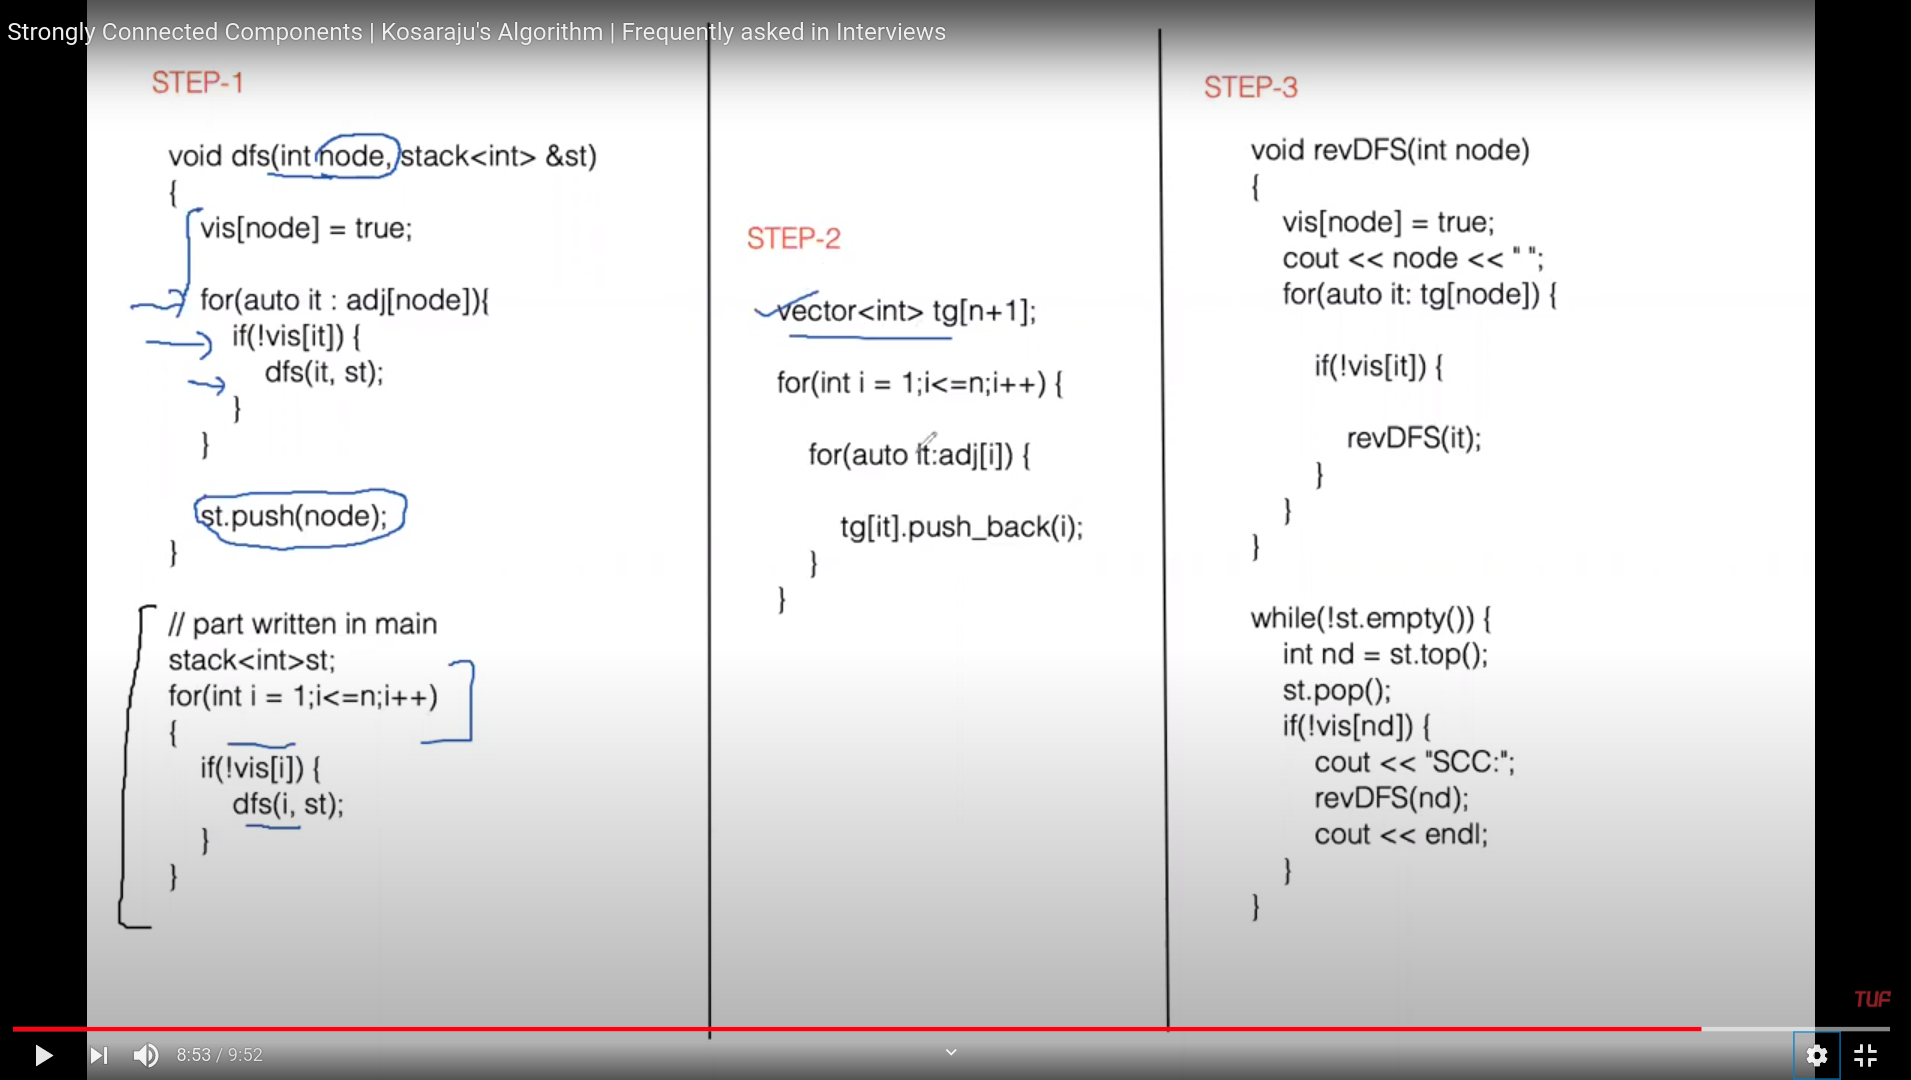 Strongly Connected Components | Kosaraju's Algorithm | Frequently asked in Interviews
STEP-1
void dfs(int node, stack<int> &st)
{
vis[node] = true;
for(auto it : adj[node]){
if(!vis[it]) {
dfs(it, st);
}
}
st.push(node);
}
// part written in main
stack<int>st;
for(int i = 1;i<=n;i++)
{
if(!vis[i]) {
dfs(i, st);
}
}
STEP-2
vector<int> tg[n+1];
for(int i = 1;i<=n;i++) {
for(auto it:adj[i]) {
tg[it].push_back(i);
}
}
STEP-3
void revDFS(int node)
{
vis[node] = true;
cout << node << " ";
for(auto it: tg[node]) {
if(!vis[it]) {
revDFS(it);
}
}
}
while(!st.empty()) {
int nd = st.top();
st.pop();
if(!vis[nd]) {
cout << "SCC:";
revDFS(nd);
cout << endl;
}
}
TUF
8:53 / 9:52